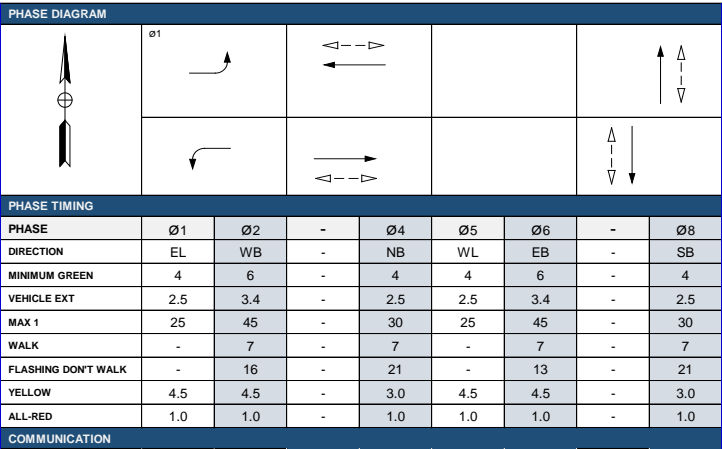 PHASE DIAGRAM
Ø1
PHASE TIMING
PHASE Ø1 Ø2 - Ø4 Ø5 Ø6 - Ø8
DIRECTION EL WB - NB WL EB - SB
MINIMUM GREEN 4 6 - 4 4 6 - 4
VEHICLE EXT 2.5 3.4 - 2.5 2.5 3.4 - 2.5
MAX 1 25 45 - 30 25 45 - 30
WALK - 7 - 7 - 7 - 7
FLASHING DON'T WALK - 16 - 21 - 13 - 21
YELLOW 4.5 4.5 - 3.0 4.5 4.5 - 3.0
ALL-RED 1.0 1.0 - 1.0 1.0 1.0 - 1.0
COMMUNICATION